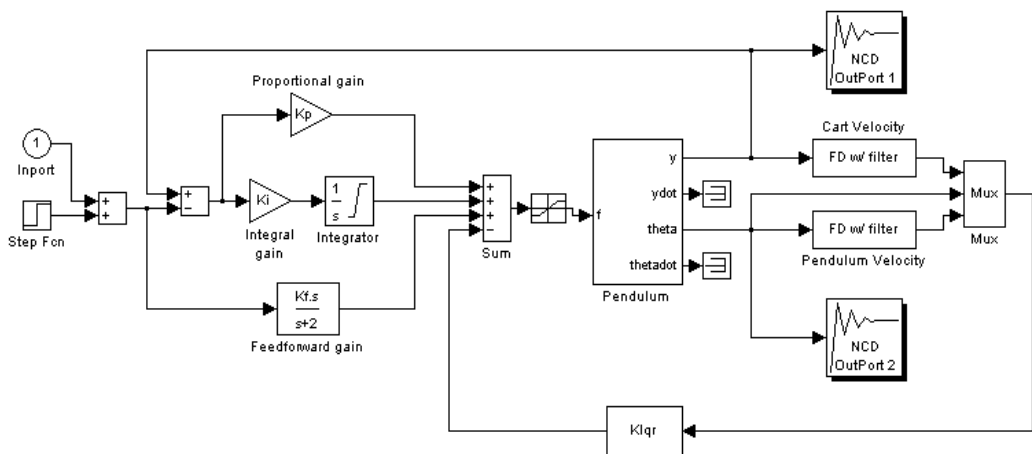 NCD
OutPort 1
Proportional gain
Kp
Cart Velocity
1
Inport
y
FD w/ filter
+
+
+
−
Step Fcn
Ki
Integral
gain
1
s
Integrator
+
+
+
−
Sum
f
ydot
theta
thetadot
Pendulum
Mux
Mux
FD w/ filter
Pendulum Velocity
Kf.s
s+2
Feedforward gain
NCD
OutPort 2
Klqr